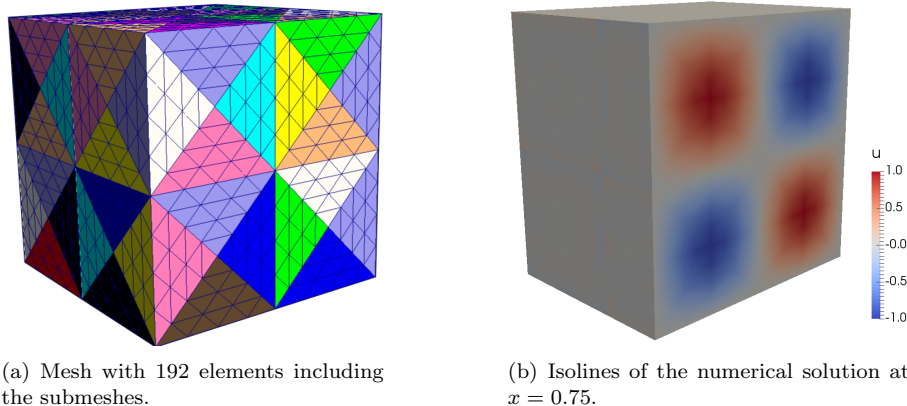 u
1.0
0.5
0.0
-0.5
-1.0
(a) Mesh with 192 elements including
the submeshes.
(b) Isolines of the numerical solution at
x = 0.75.